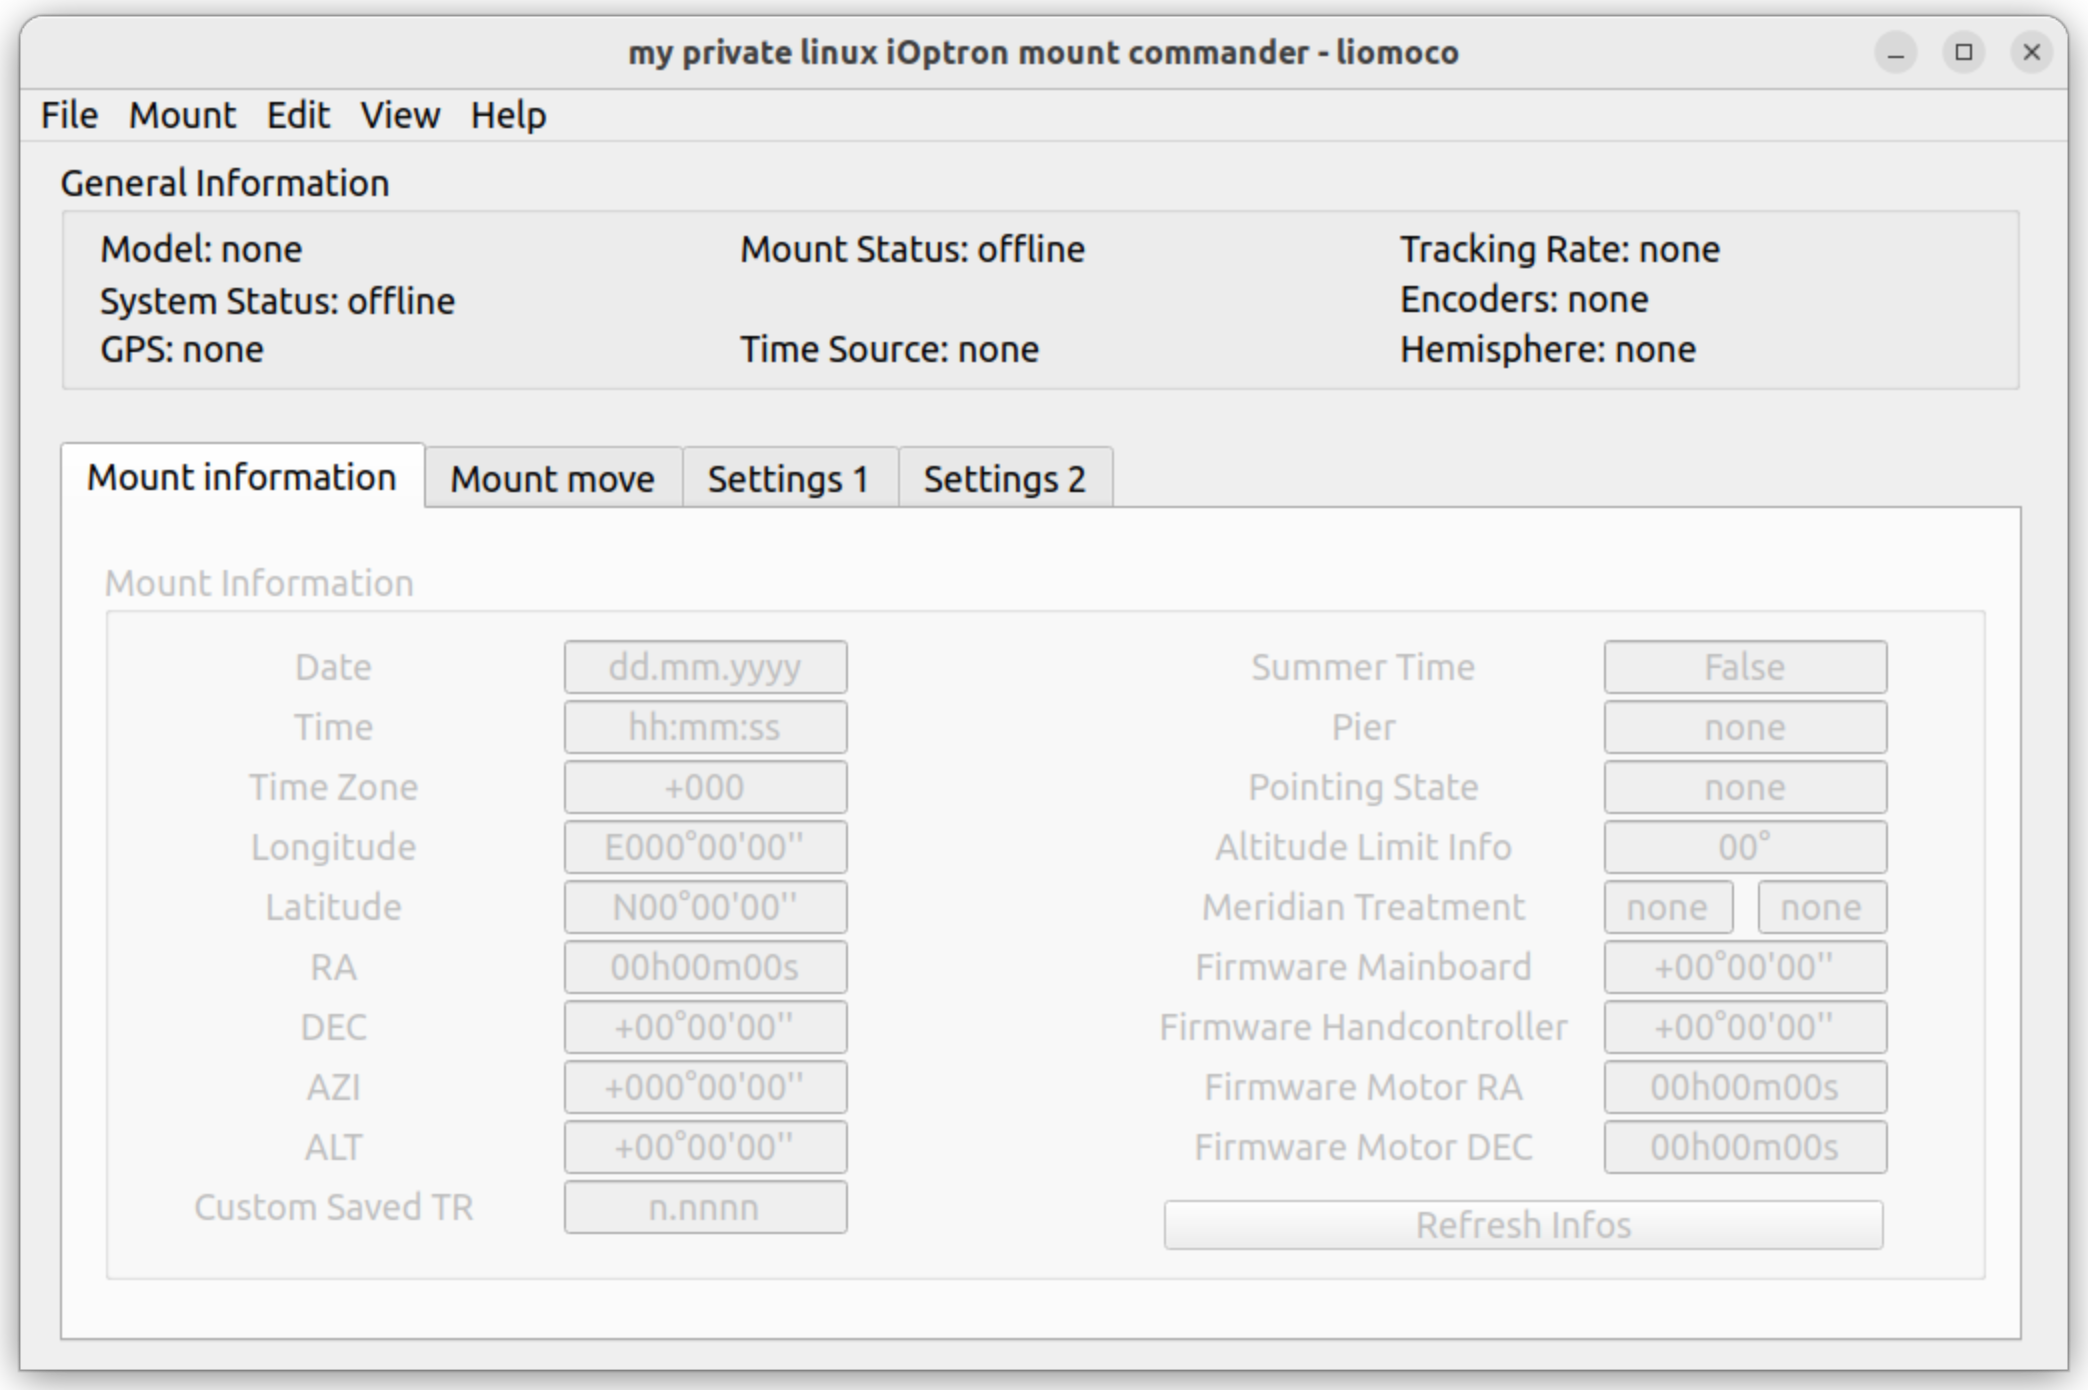 my private linux iOptron mount commander - liomoco
File Mount Edit View Help
General Information
Model: none Mount Status: offline Tracking Rate: none
System Status: offline Encoders: none
GPS: none Time Source: none Hemisphere: none
Mount information Mount move Settings 1 Settings 2
Mount Information
Date dd.mm.yyyy Summer Time False
Time hh:mm:ss Pier none
Time Zone +000 Pointing State none
Longitude E000°00'00'' Altitude Limit Info 00°
Latitude N00°00'00'' Meridian Treatment none none
RA 00h00m00s Firmware Mainboard +00°00'00''
DEC +00°00'00'' Firmware Handcontroller +00°00'00''
AZI +000°00'00'' Firmware Motor RA 00h00m00s
ALT +00°00'00'' Firmware Motor DEC 00h00m00s
Custom Saved TR n.nnnn Refresh Infos